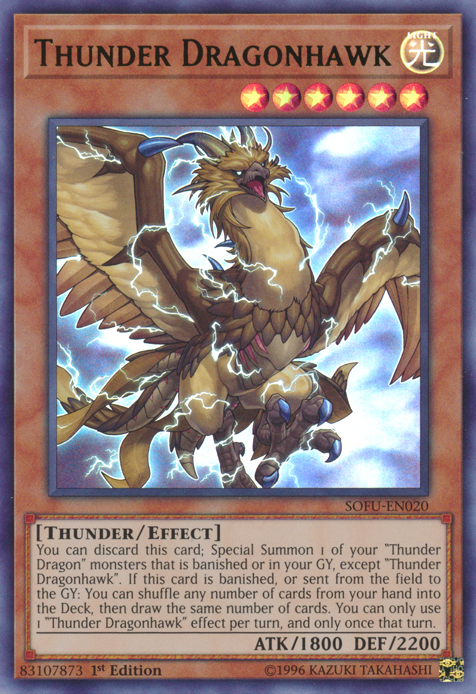 THUNDER DRAGONHAWK
LIGHT
光
SOFU-EN020
[THUNDER/EFFECT]
You can discard this card; Special Summon 1 of your "Thunder
Dragon" monsters that is banished or in your GY, except "Thunder
Dragonhawk". If this card is banished, or sent from the field to
the GY: You can shuffle any number of cards from your hand into
the Deck, then draw the same number of cards. You can only use
1 "Thunder Dragonhawk" effect per turn, and only once that turn.
ATK/1800 DEF/2200
83107873 1st Edition ©1996 KAZUKI TAKAHASHI